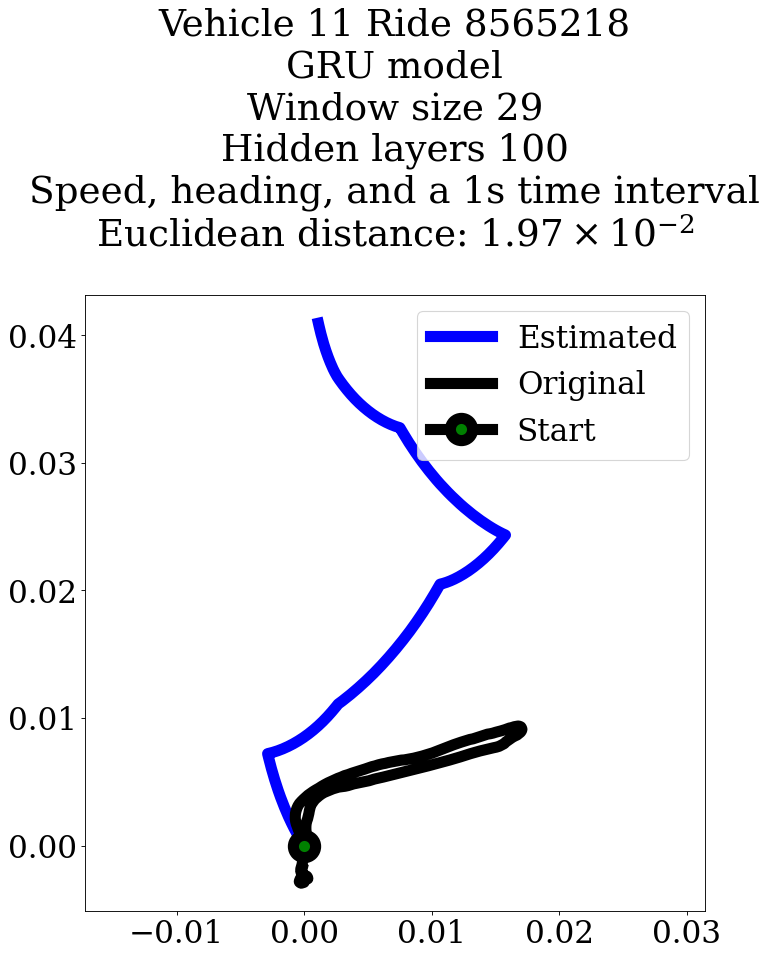 Vehicle 11 Ride 8565218
GRU model
Window size 29
Hidden layers 100
Speed, heading, and a 1s time interval
Euclidean distance: 1.97 × 10⁻²
Estimated
Original
Start
0.04
0.03
0.02
0.01
0.00
−0.01 0.00 0.01 0.02 0.03